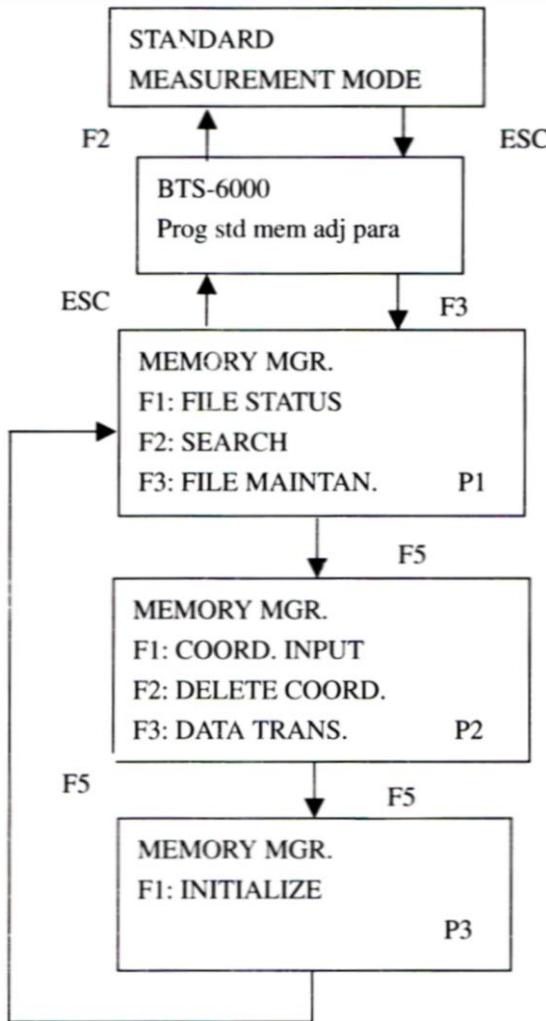 STANDARD
MEASUREMENT MODE
F2
ESC
BTS-6000
Prog std mem adj para
ESC
F3
MEMORY MGR.
F1: FILE STATUS
F2: SEARCH
F3: FILE MAINTAN. P1
F5
MEMORY MGR.
F1: COORD. INPUT
F2: DELETE COORD.
F3: DATA TRANS. P2
F5
F5
MEMORY MGR.
F1: INITIALIZE
P3